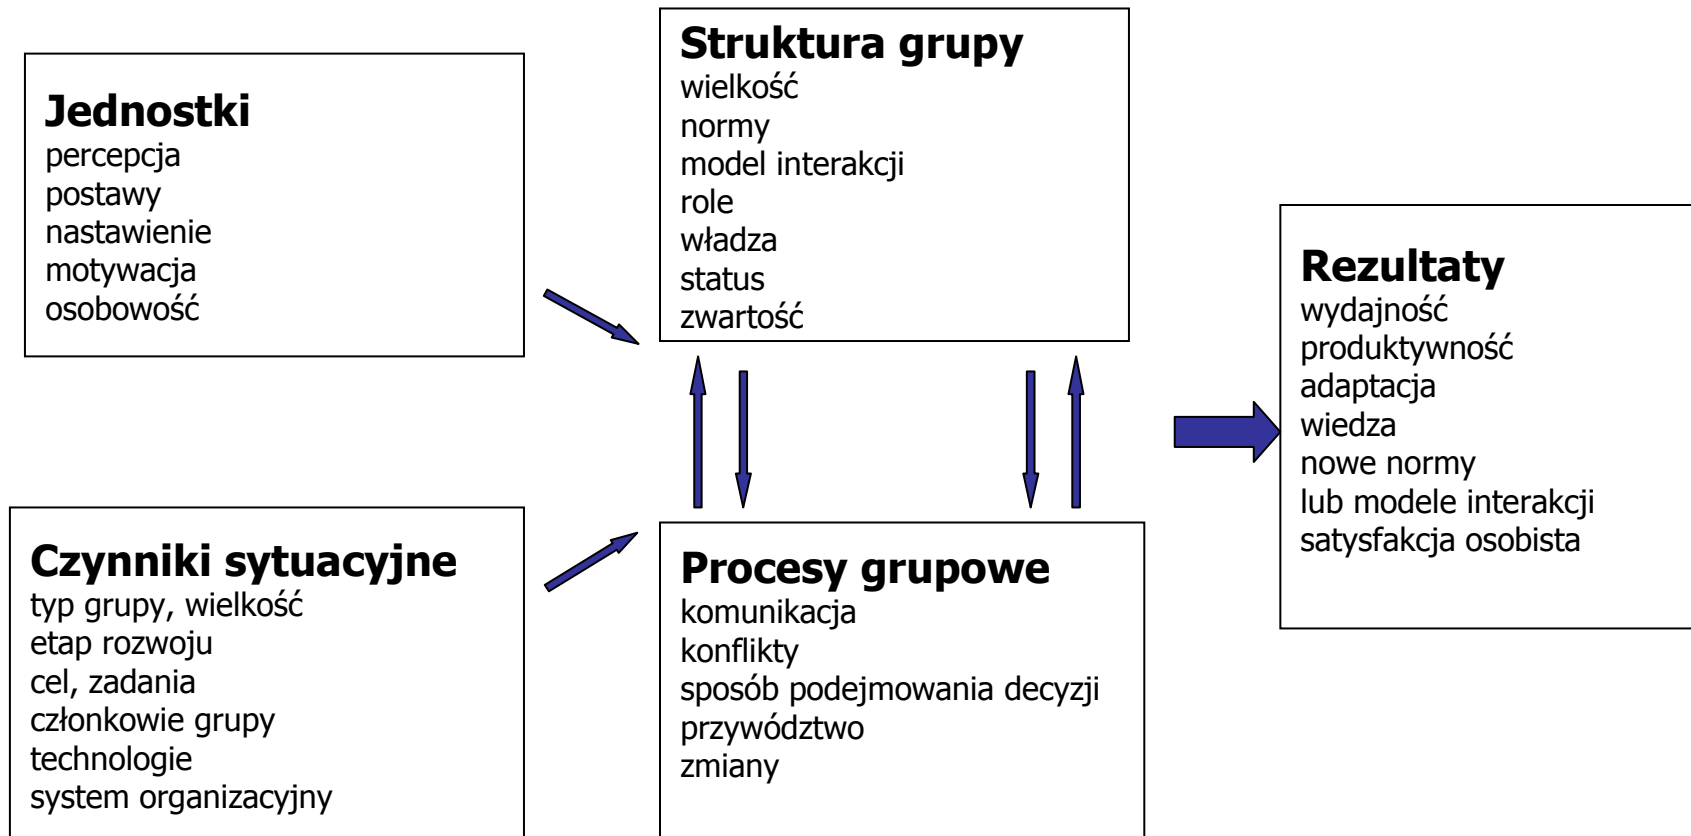 Jednostki
percepcja
postawy
nastawienie
motywacja
osobowość
Struktura grupy
wielkość
normy
model interakcji
role
władza
status
zwartość
Czynniki sytuacyjne
typ grupy, wielkość
etap rozwoju
cel, zadania
członkowie grupy
technologie
system organizacyjny
Procesy grupowe
komunikacja
konflikty
sposób podejmowania decyzji
przywództwo
zmiany
Rezultaty
wydajność
produktywność
adaptacja
wiedza
nowe normy
lub modele interakcji
satysfakcja osobista